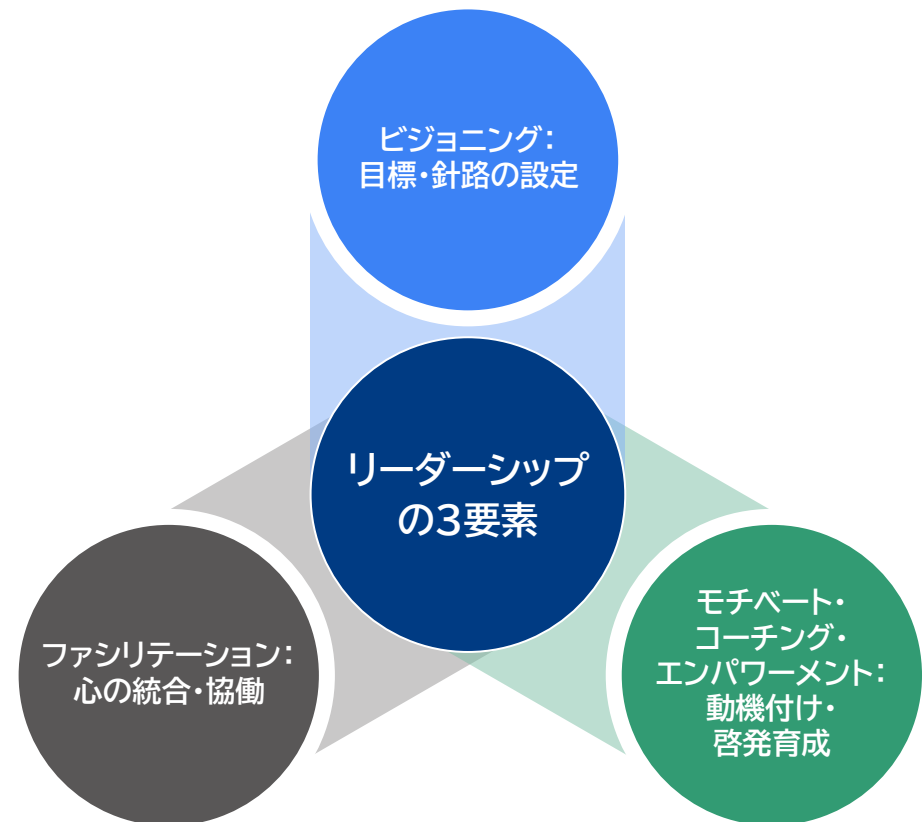 ビジョニング：
目標・針路の設定
リーダーシップ
の3要素
ファシリテーション：
心の統合・協働
モチベート・
コーチング・
エンパワーメント：
動機付け・
啓発育成